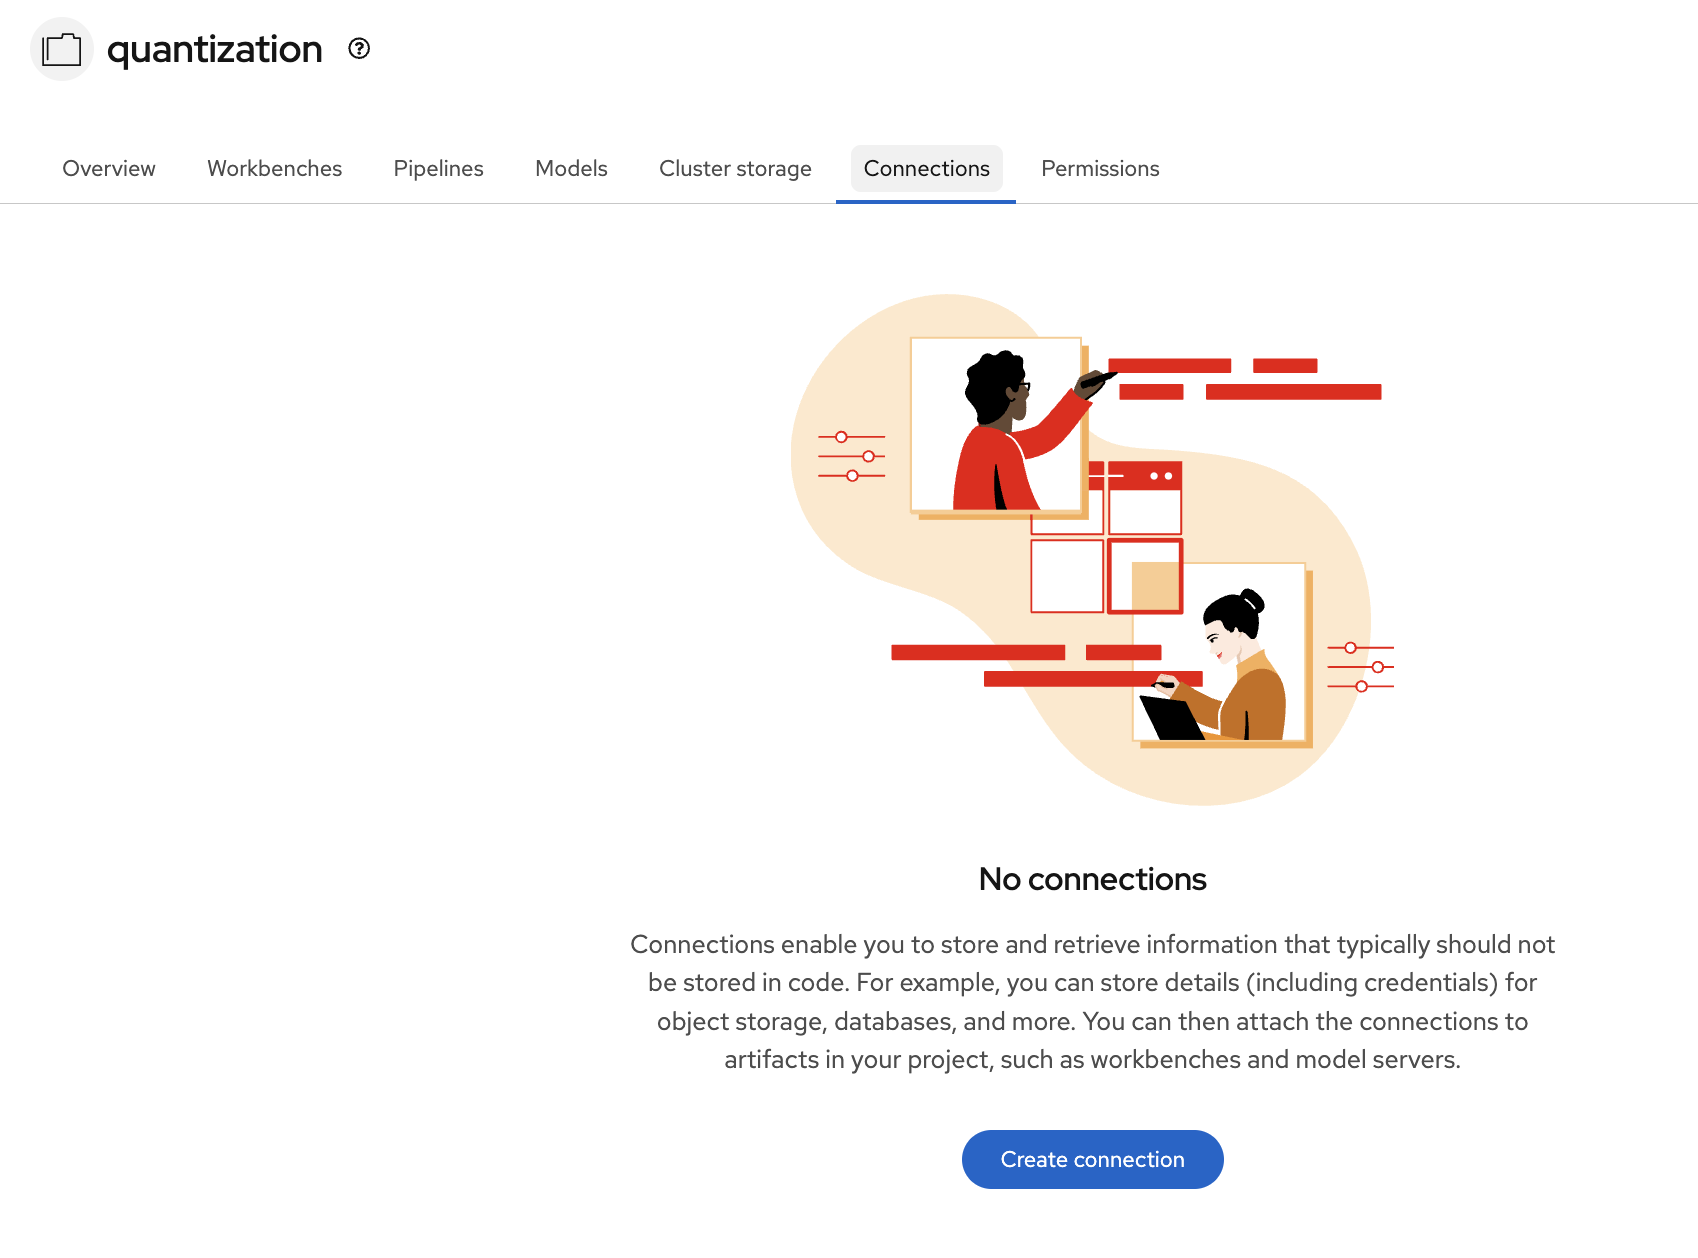 quantization
Overview Workbenches Pipelines Models Cluster storage Connections Permissions
No connections
Connections enable you to store and retrieve information that typically should not
be stored in code. For example, you can store details (including credentials) for
object storage, databases, and more. You can then attach the connections to
artifacts in your project, such as workbenches and model servers.
Create connection